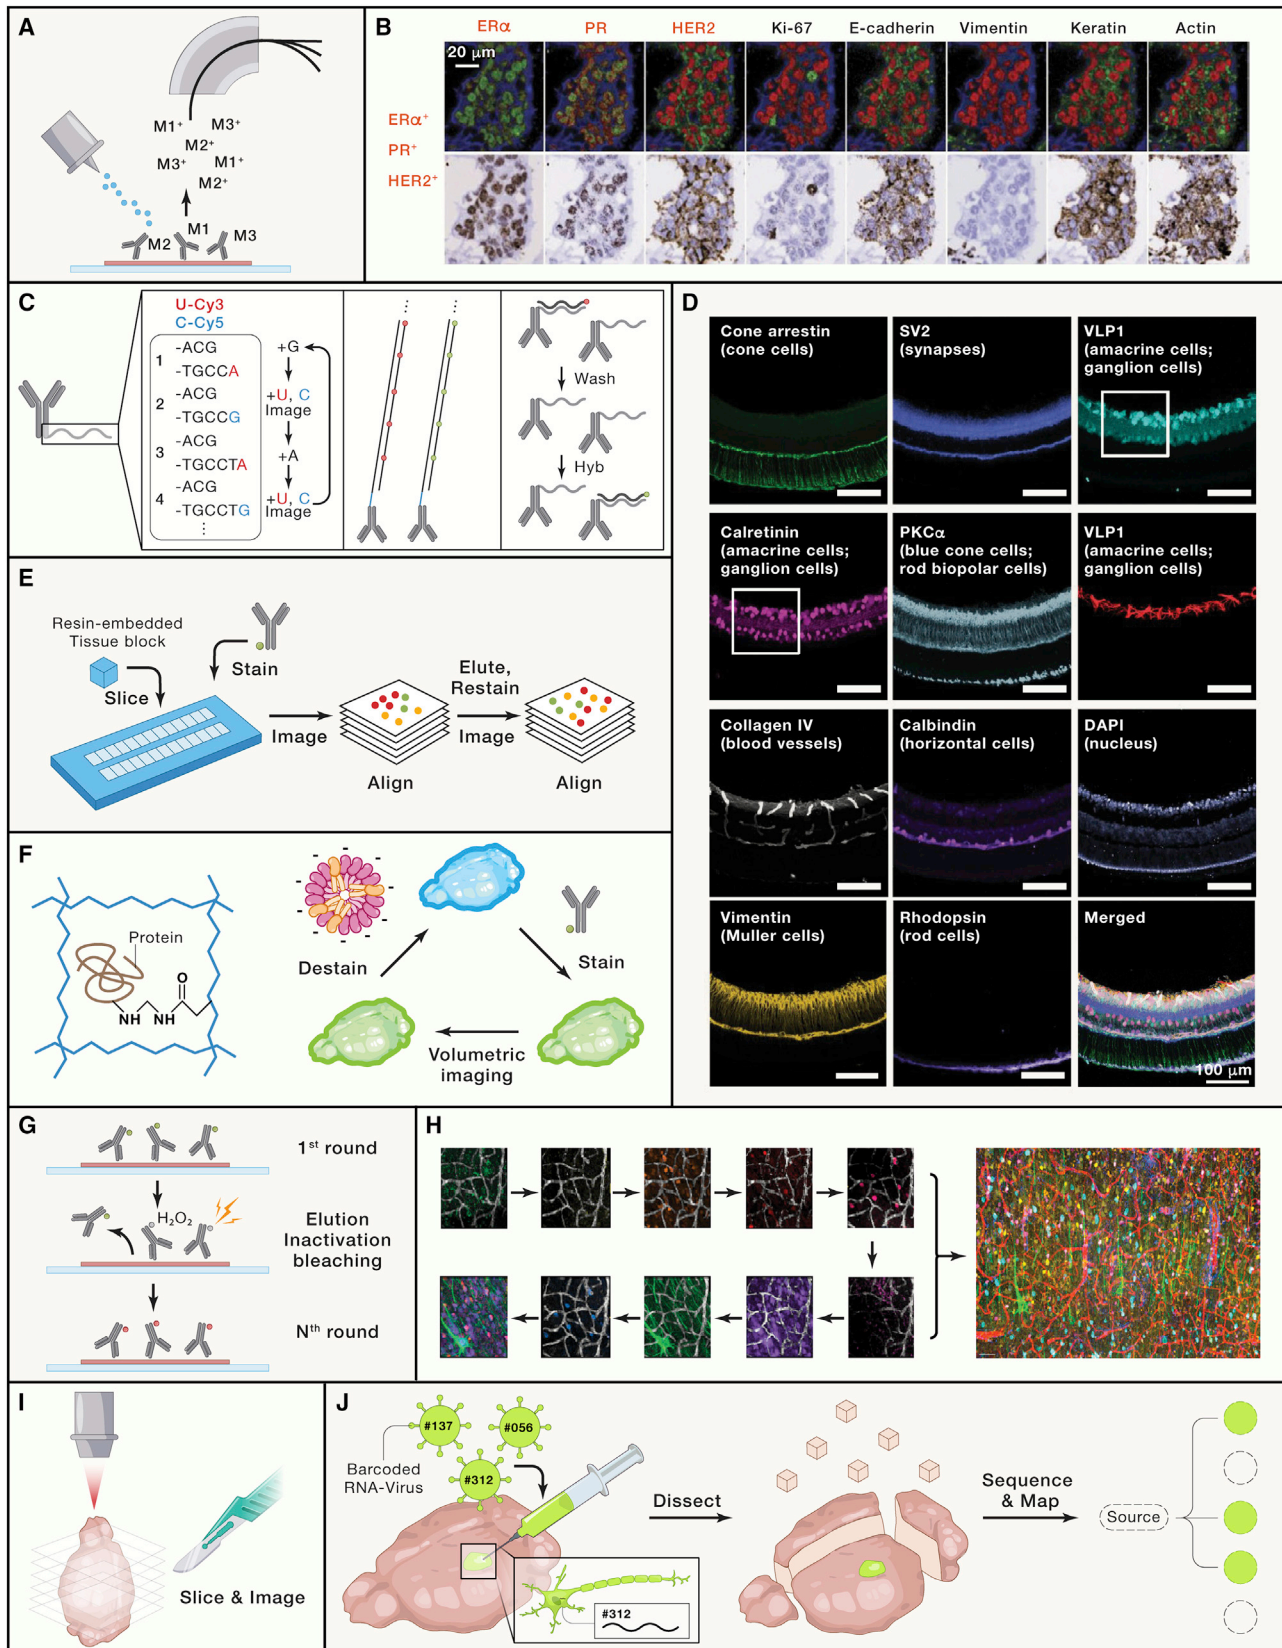 A
M1⁺
M3⁺
M2⁺
M3⁺
M1⁺
M2⁺
M2
M1
M3
B
ERα
PR
HER2
Ki-67
E-cadherin
Vimentin
Keratin
Actin
20 µm
ERα⁺
PR⁺
HER2⁺
C
U-Cy3
C-Cy5
1
-ACG
-TGCCA
2
-ACG
-TGCCG
3
-ACG
-TGCCTA
4
-ACG
-TGCCTG
+G
+U, C
Image
+A
+U, C
Image
Wash
Hyb
D
Cone arrestin
(cone cells)
SV2
(synapses)
VLP1
(amacrine cells;
ganglion cells)
Calretinin
(amacrine cells;
ganglion cells)
PKCα
(blue cone cells;
rod biopolar cells)
VLP1
(amacrine cells;
ganglion cells)
Collagen IV
(blood vessels)
Calbindin
(horizontal cells)
DAPI
(nucleus)
Vimentin
(Muller cells)
Rhodopsin
(rod cells)
Merged
100 µm
E
Resin-embedded
Tissue block
Slice
Stain
Image
Align
Elute,
Restain
Image
Align
F
Protein
O
NH
NH
Destain
Stain
Volumetric
imaging
G
1st round
H₂O₂
Elution
Inactivation
bleaching
Nth round
H
I
Slice & Image
J
#137
#056
#312
Barcoded
RNA-Virus
#312
Dissect
Sequence
& Map
Source